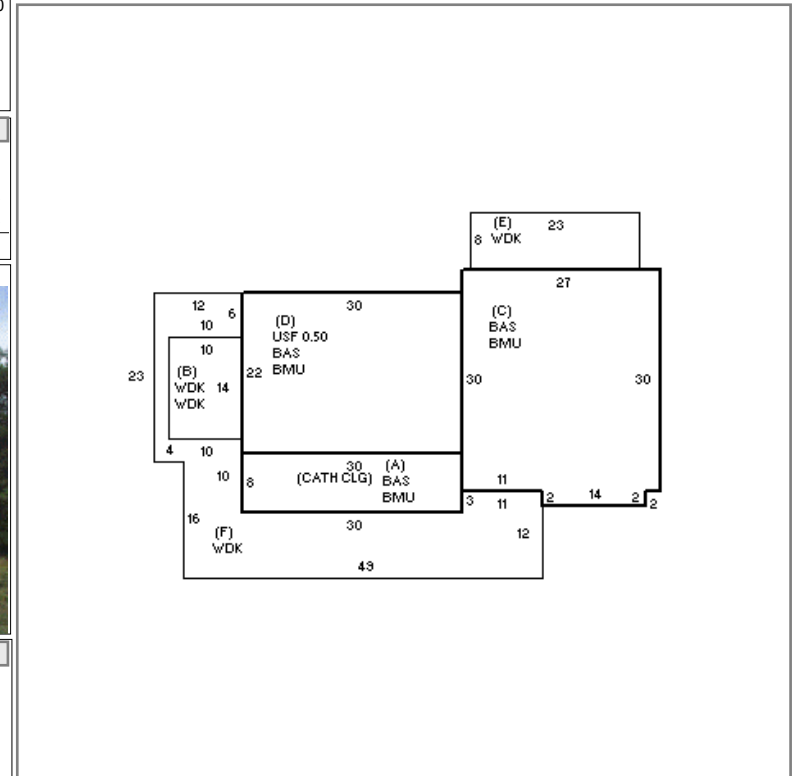 (E) 23
8 WDK
27
12 6
10
30
(D)
USF 0.50
BAS
BMU
(C)
BAS
BMU
10
23
(B)
WDK 14
WDK
22
30
30
4 10
10
8
30
(CATH CLG)
(A)
BAS
BMU
11
3
11
2
14
2
2
16
(F)
WDK
30
12
49